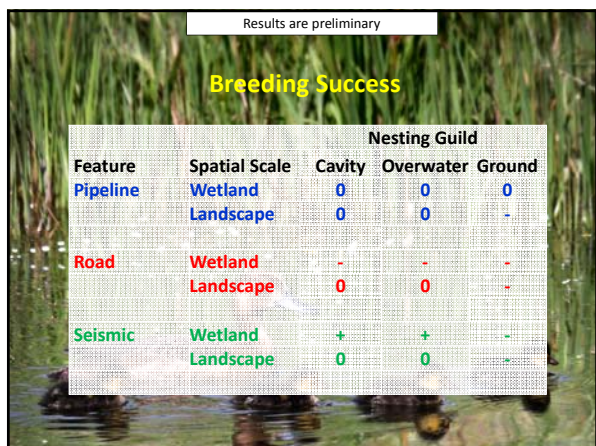 Results are preliminary
Breeding Success
Nesting Guild
Feature Spatial Scale Cavity Overwater Ground
Pipeline Wetland 0 0 0
Landscape 0 0 -
Road Wetland - - -
Landscape 0 0 -
Seismic Wetland + + -
Landscape 0 0 -